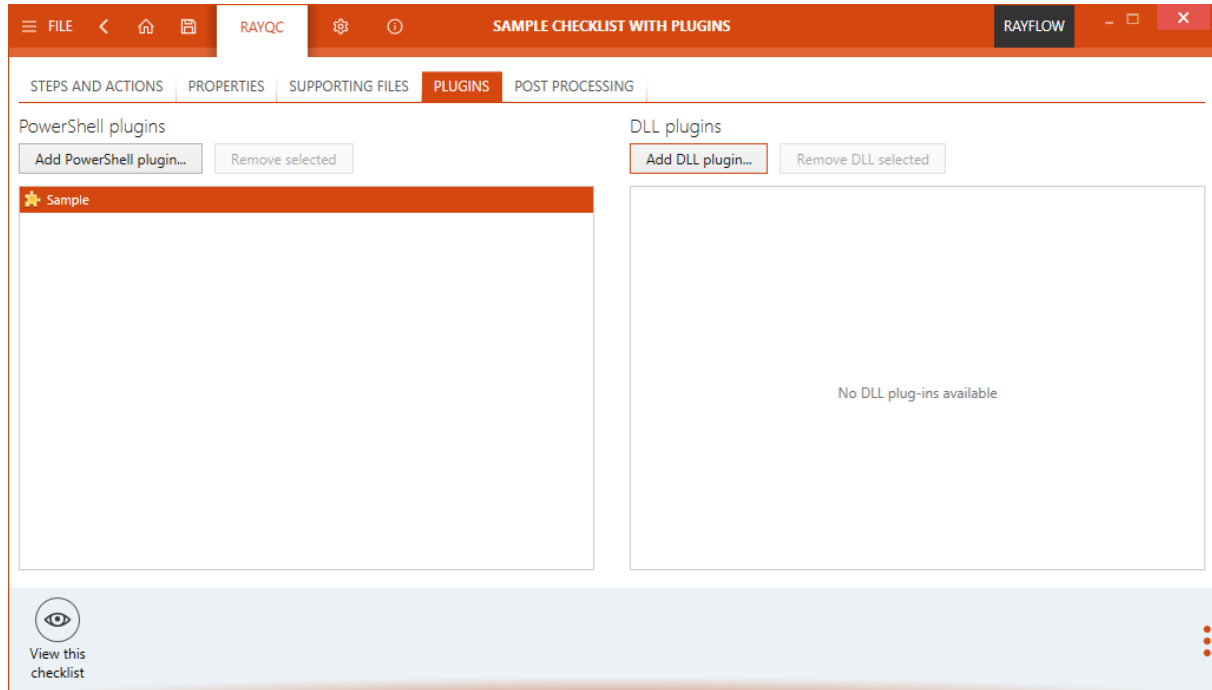 FILE
RAYQC
SAMPLE CHECKLIST WITH PLUGINS
RAYFLOW
STEPS AND ACTIONS
PROPERTIES
SUPPORTING FILES
PLUGINS
POST PROCESSING
PowerShell plugins
Add PowerShell plugin...
Remove selected
Sample
DLL plugins
Add DLL plugin...
Remove DLL selected
No DLL plug-ins available
View this
checklist